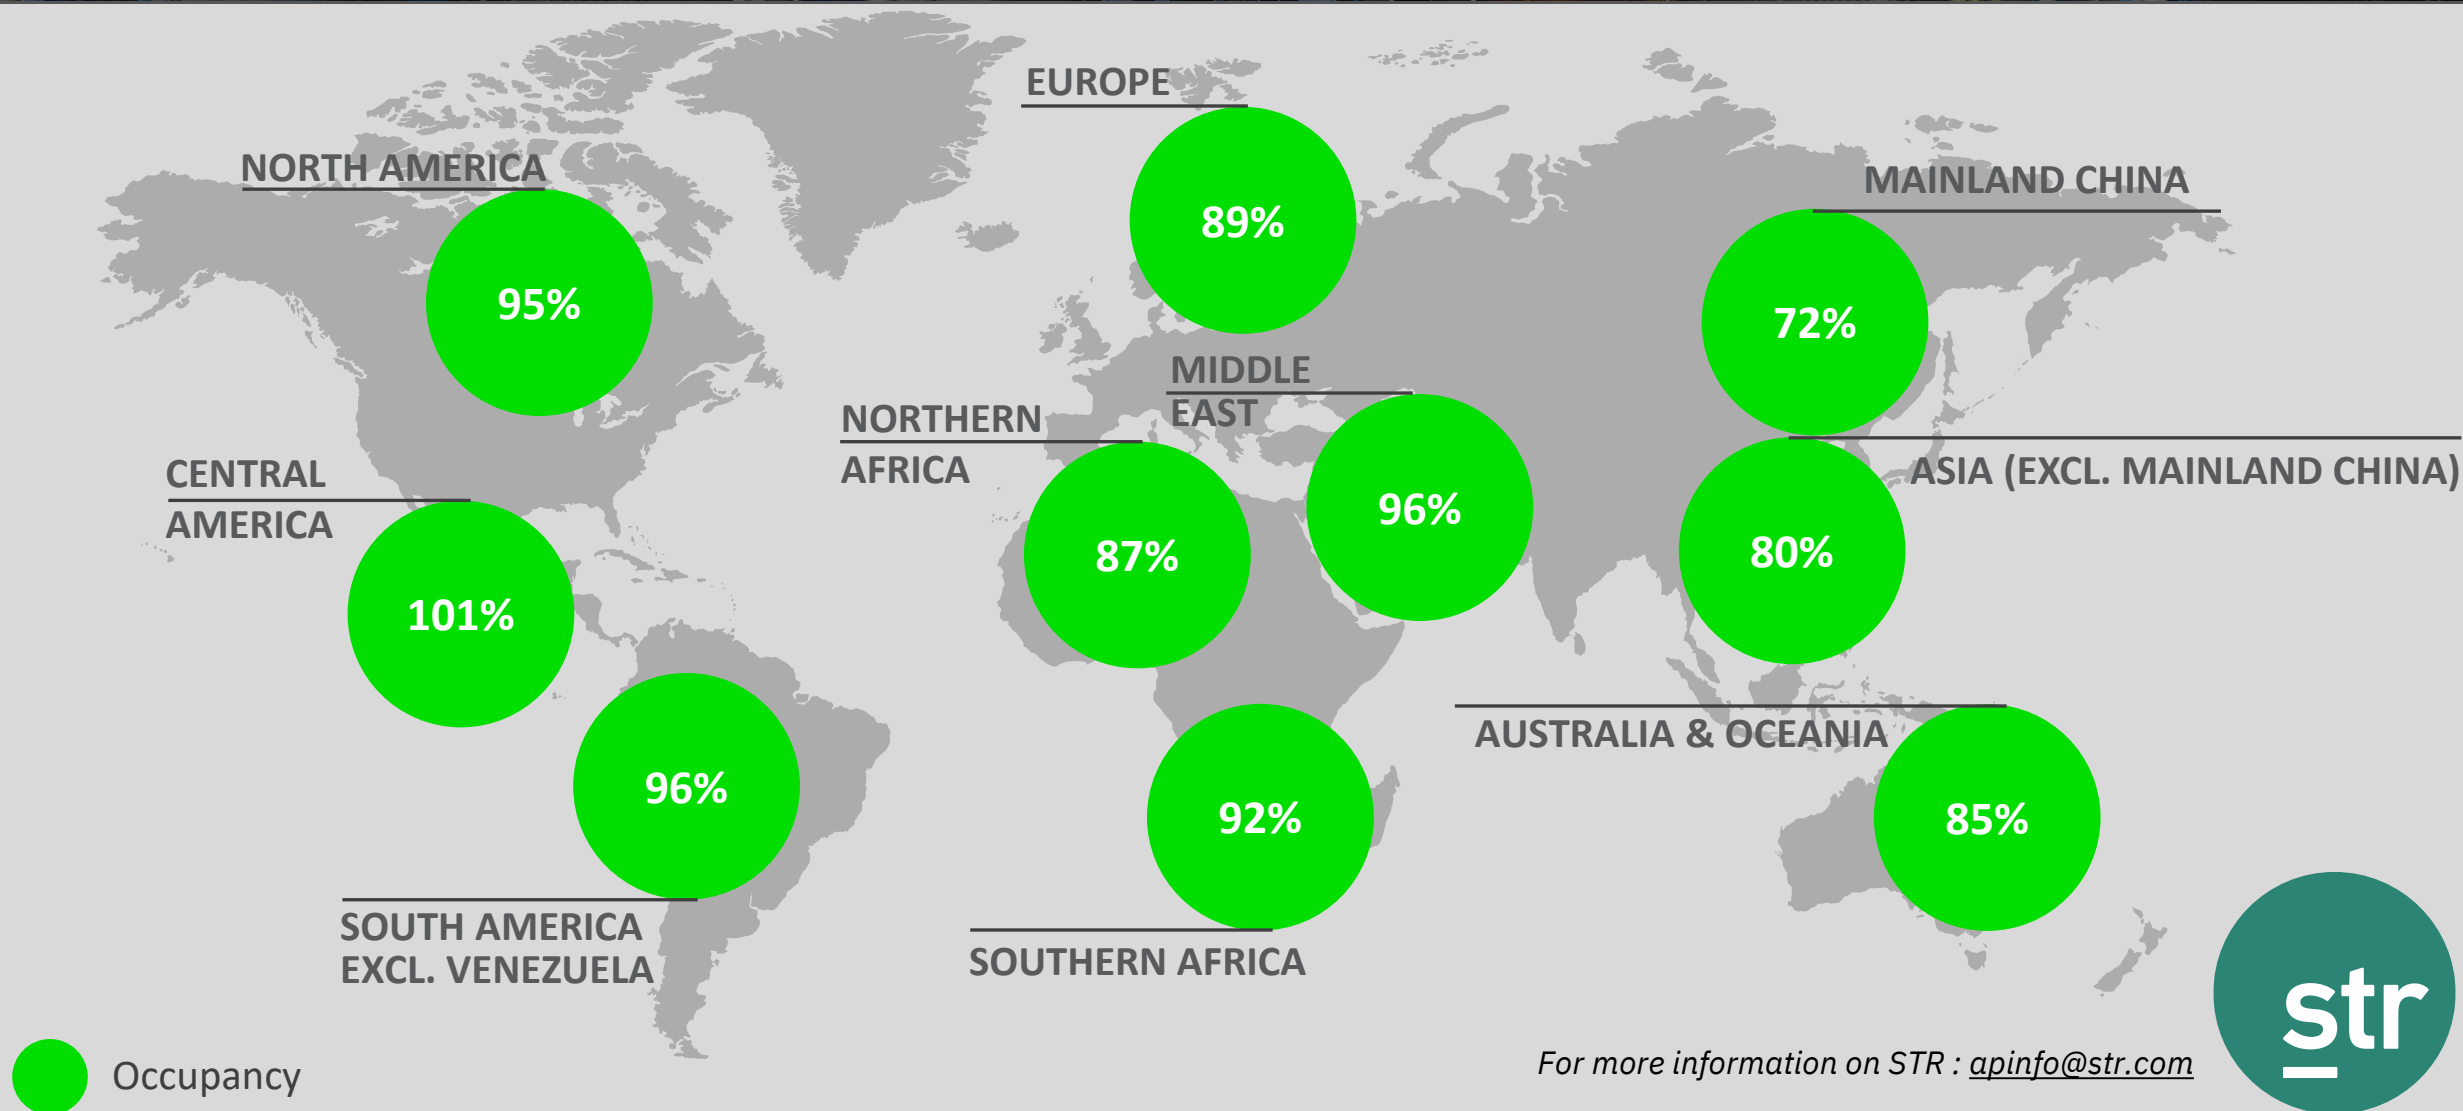 EUROPE
89%
NORTH AMERICA
95%
MAINLAND CHINA
72%
MIDDLE
EAST
96%
NORTHERN
AFRICA
87%
ASIA (EXCL. MAINLAND CHINA)
80%
CENTRAL
AMERICA
101%
SOUTH AMERICA
EXCL. VENEZUELA
96%
SOUTHERN AFRICA
92%
AUSTRALIA & OCEANIA
85%
Occupancy
For more information on STR : apinfo@str.com
str